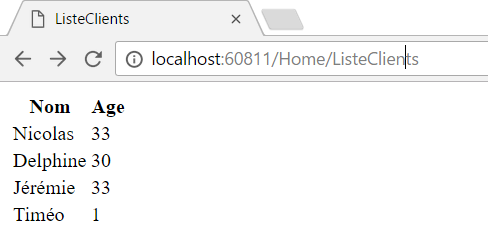 ListeClients
localhost:60811/Home/ListeClients
Nom Age
Nicolas 33
Delphine 30
Jérémie 33
Timéo 1